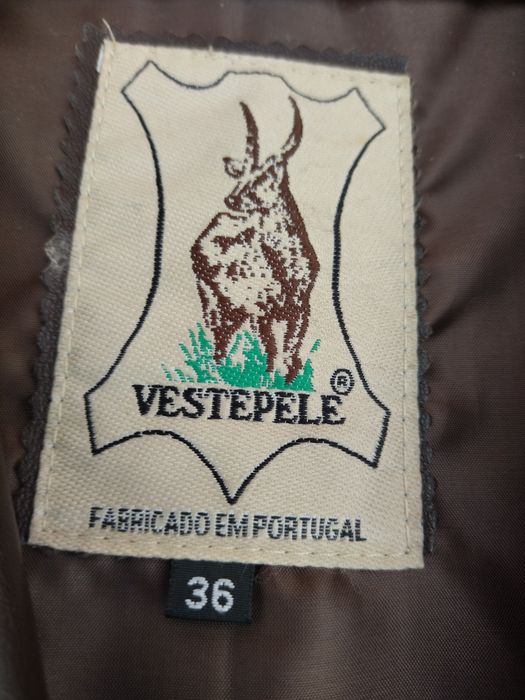 ®
VESTEPELE
FABRICADO EM PORTUGAL
36